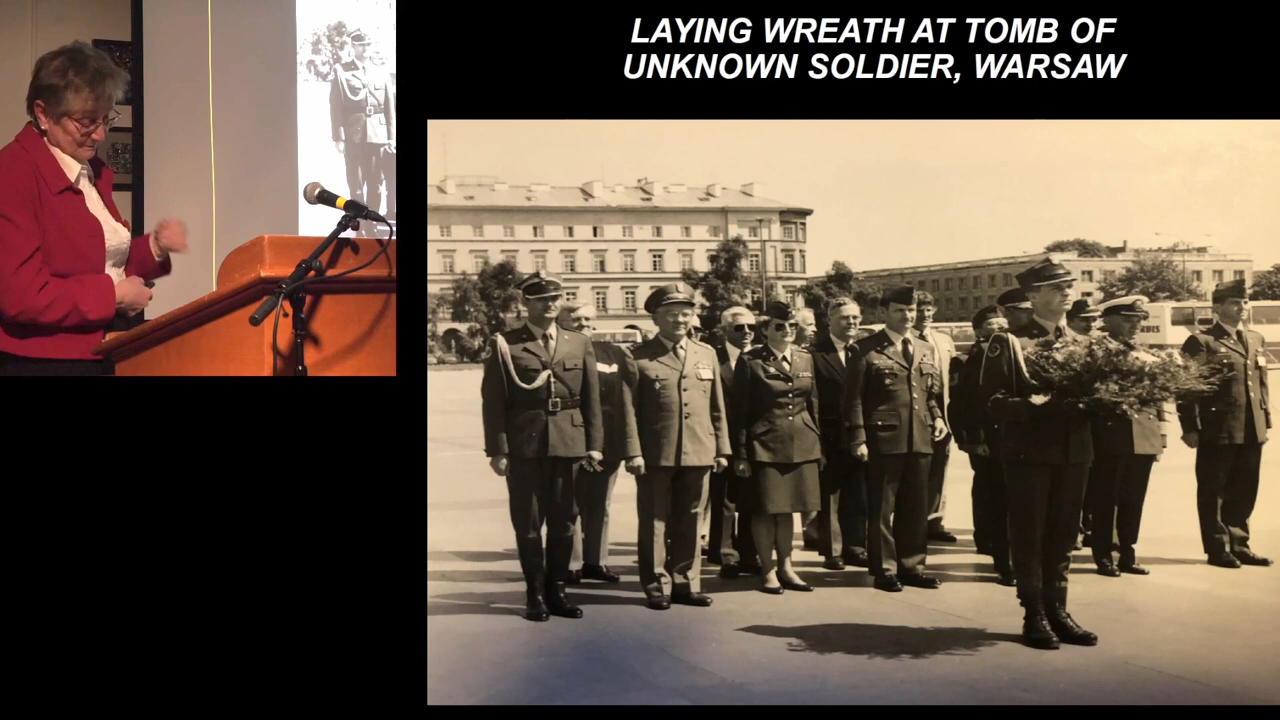 LAYING WREATH AT TOMB OF
UNKNOWN SOLDIER, WARSAW